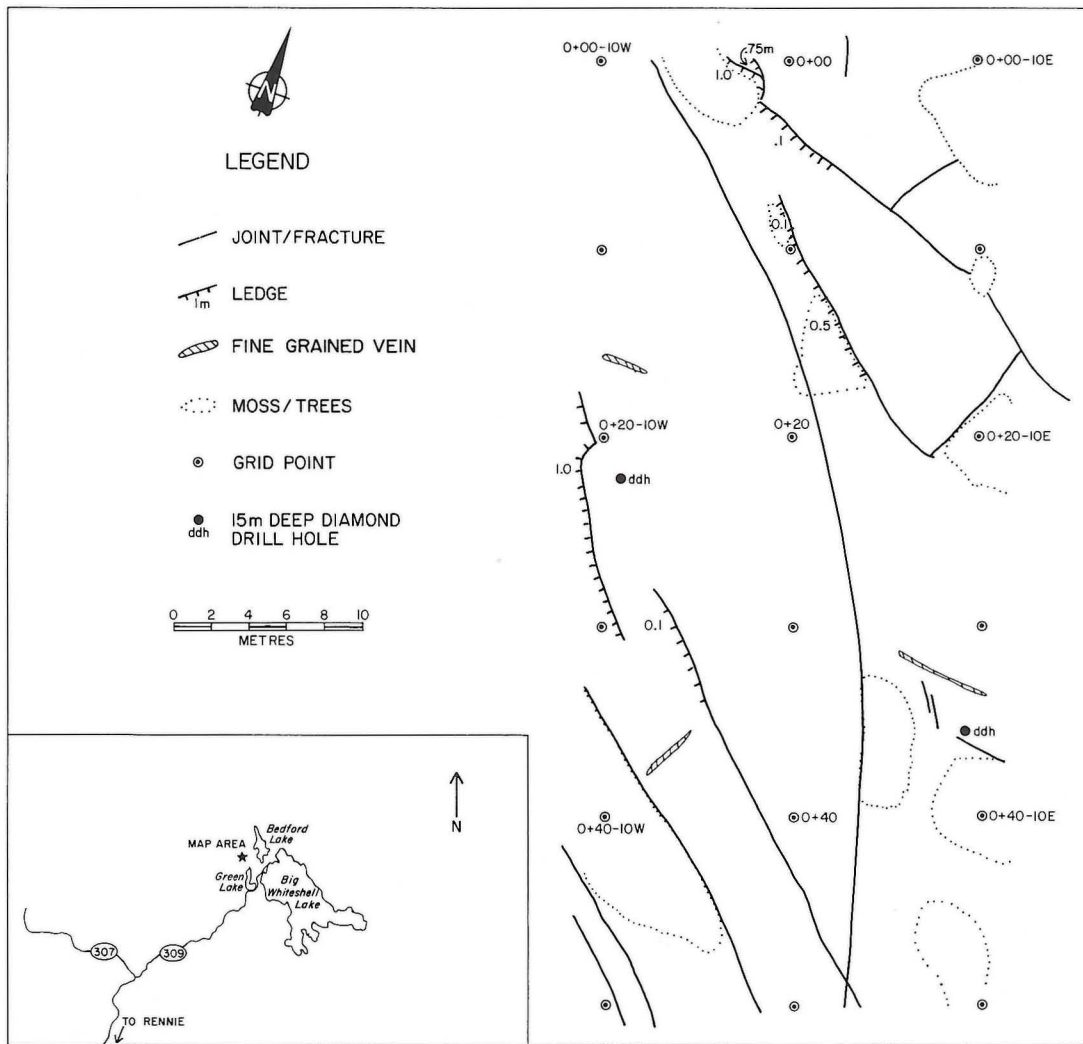 N
LEGEND
JOINT/FRACTURE
1m
LEDGE
FINE GRAINED VEIN
MOSS/TREES
GRID POINT
ddh
15m DEEP DIAMOND
DRILL HOLE
0 2 4 6 8 10
METRES
0+00-10W
.75m
1.0
0+00
0+00-10E
.1
0.1
0.5
0+20-10W
0+20
0+20-10E
1.0
ddh
0.1
ddh
0+40-10W
0+40
0+40-10E
N
Bedford
Lake
MAP AREA
Green
Lake
Big
Whiteshell
Lake
307
309
TO RENNIE